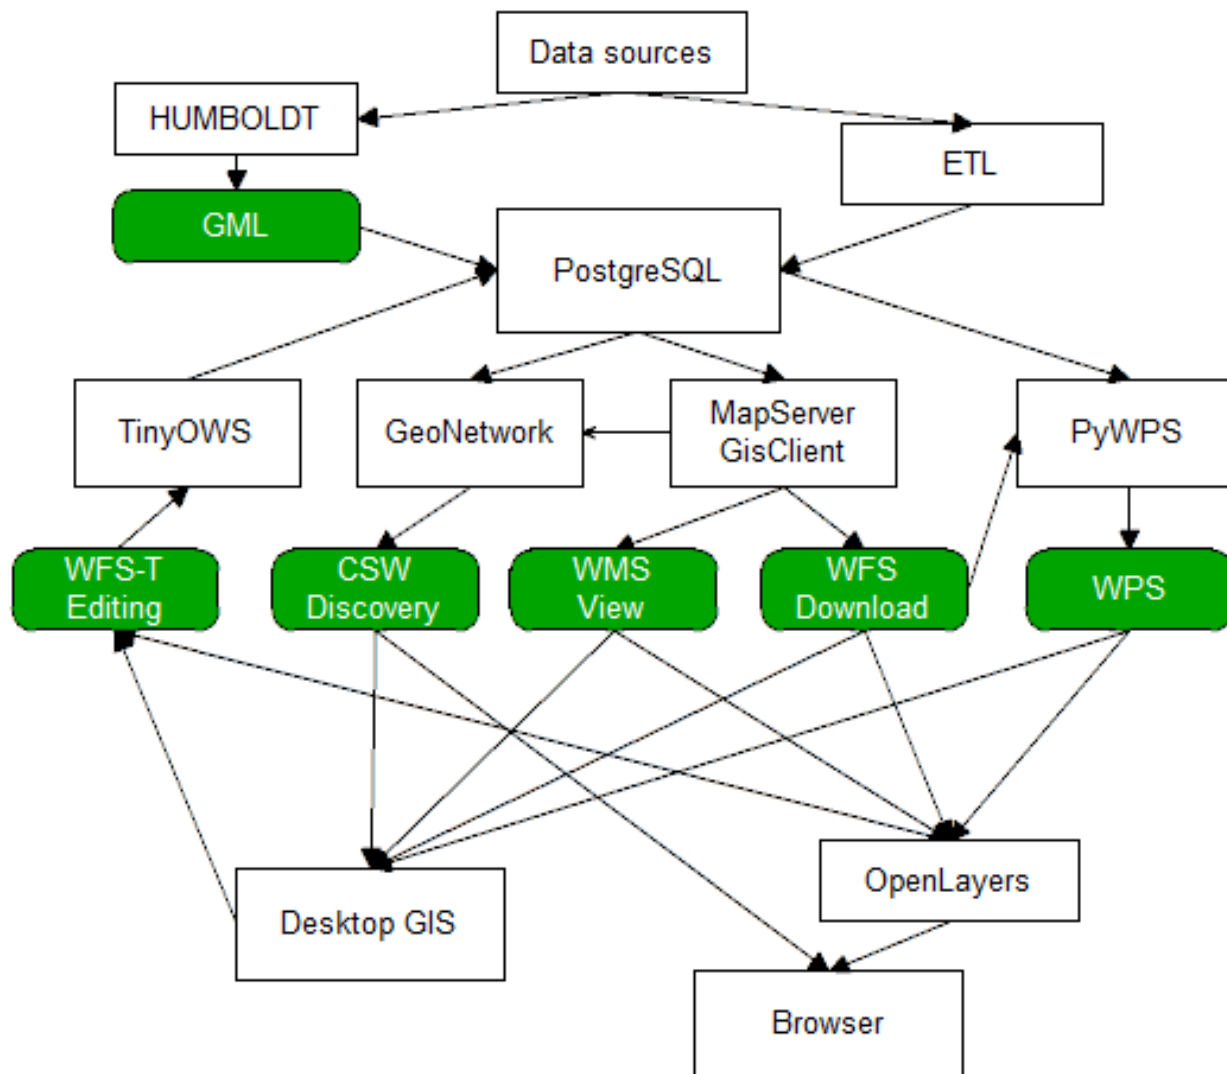 Data sources
HUMBOLDT
ETL
GML
PostgreSQL
TinyOWS
GeoNetwork
MapServer
GisClient
PyWPS
WFS-T
Editing
CSW
Discovery
WMS
View
WFS
Download
WPS
Desktop GIS
OpenLayers
Browser